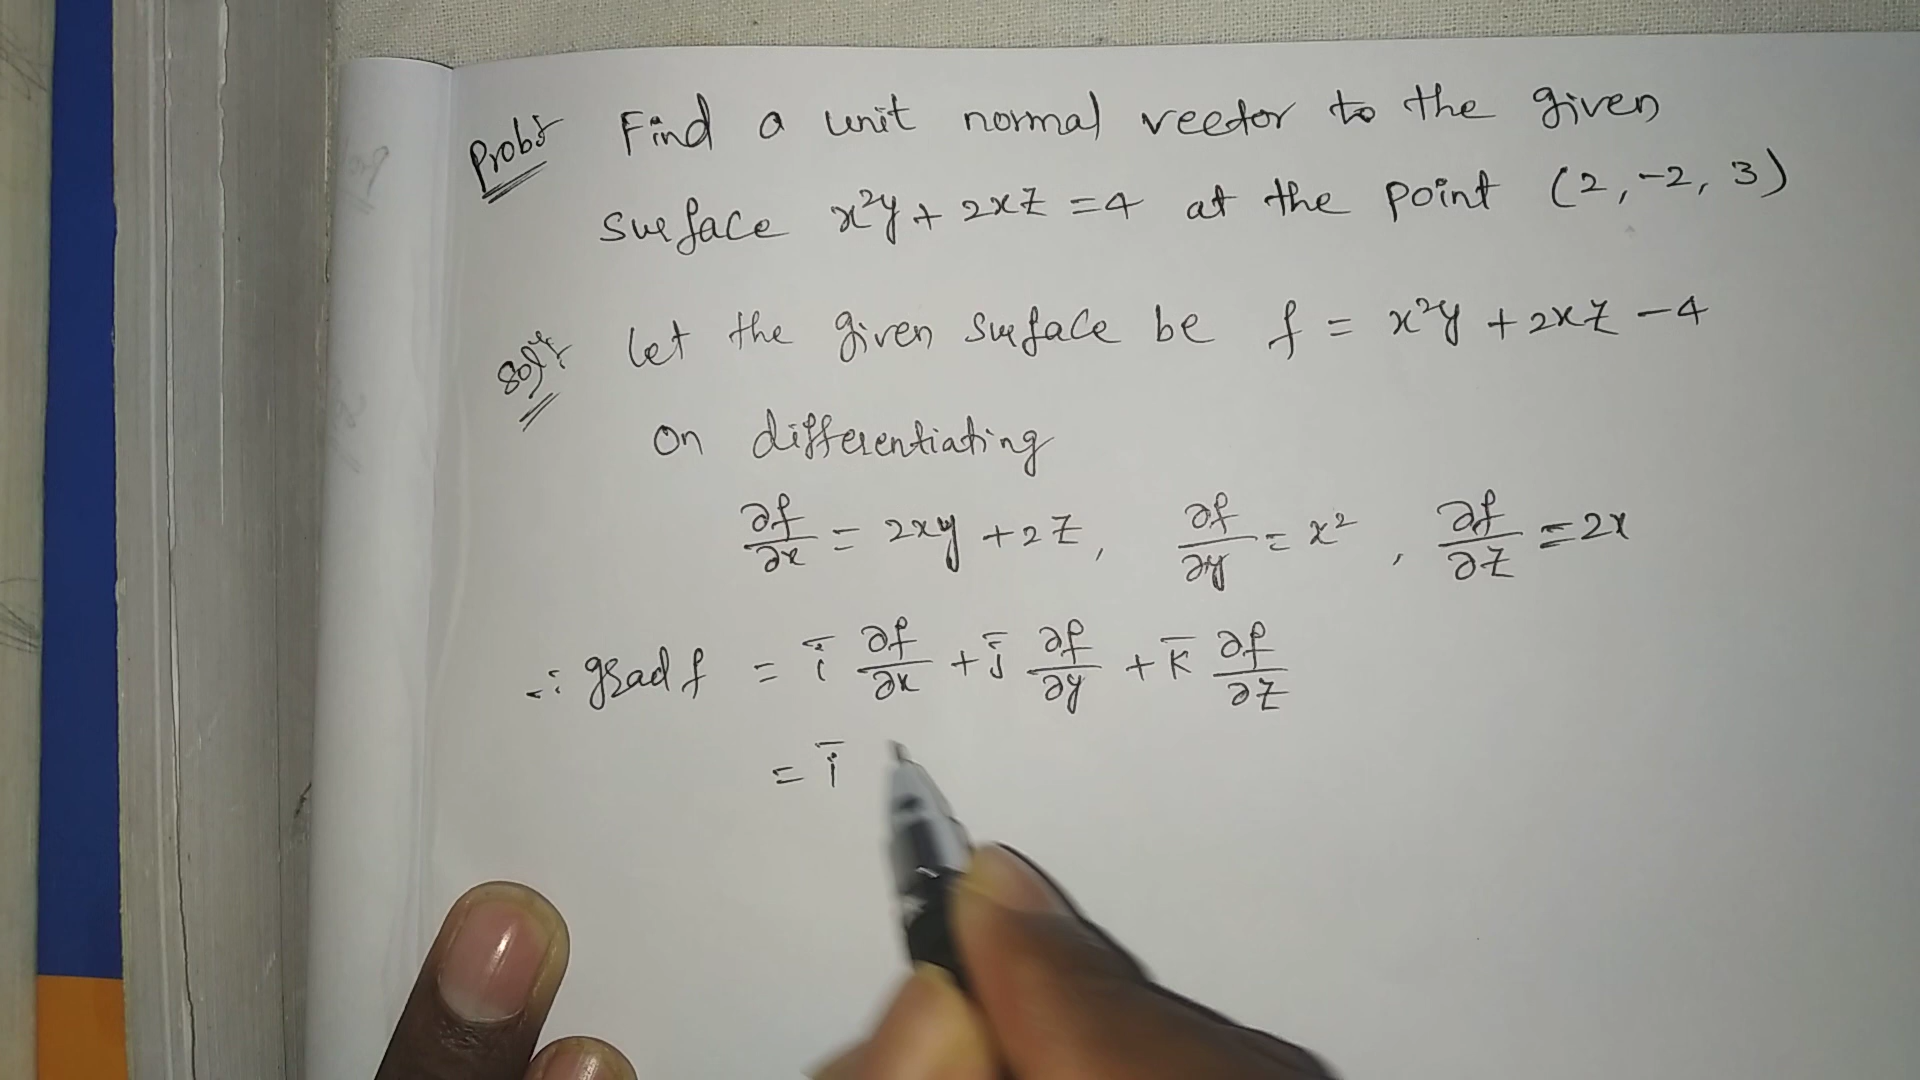 Prob:- Find a unit normal vector to the given
surface x²y + 2xz = 4 at the point (2, -2, 3)
Sol:- Let the given surface be f = x²y + 2xz - 4
On differentiating
∂f/∂x = 2xy + 2z, ∂f/∂y = x², ∂f/∂z = 2x
∴ grad f = i̅ ∂f/∂x + j̅ ∂f/∂y + k̅ ∂f/∂z
= i̅